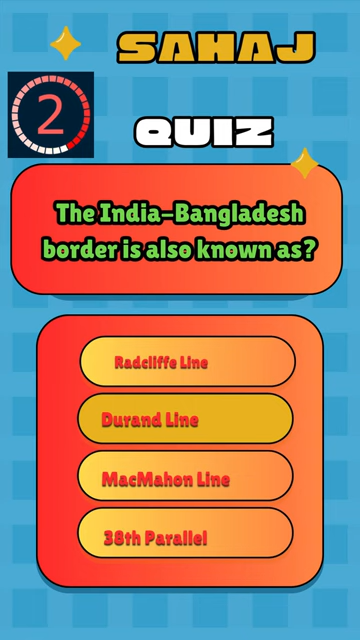 SAHAJ
2
QUIZ
The India-Bangladesh
border is also known as?
Radcliffe Line
Durand Line
MacMahon Line
38th Parallel